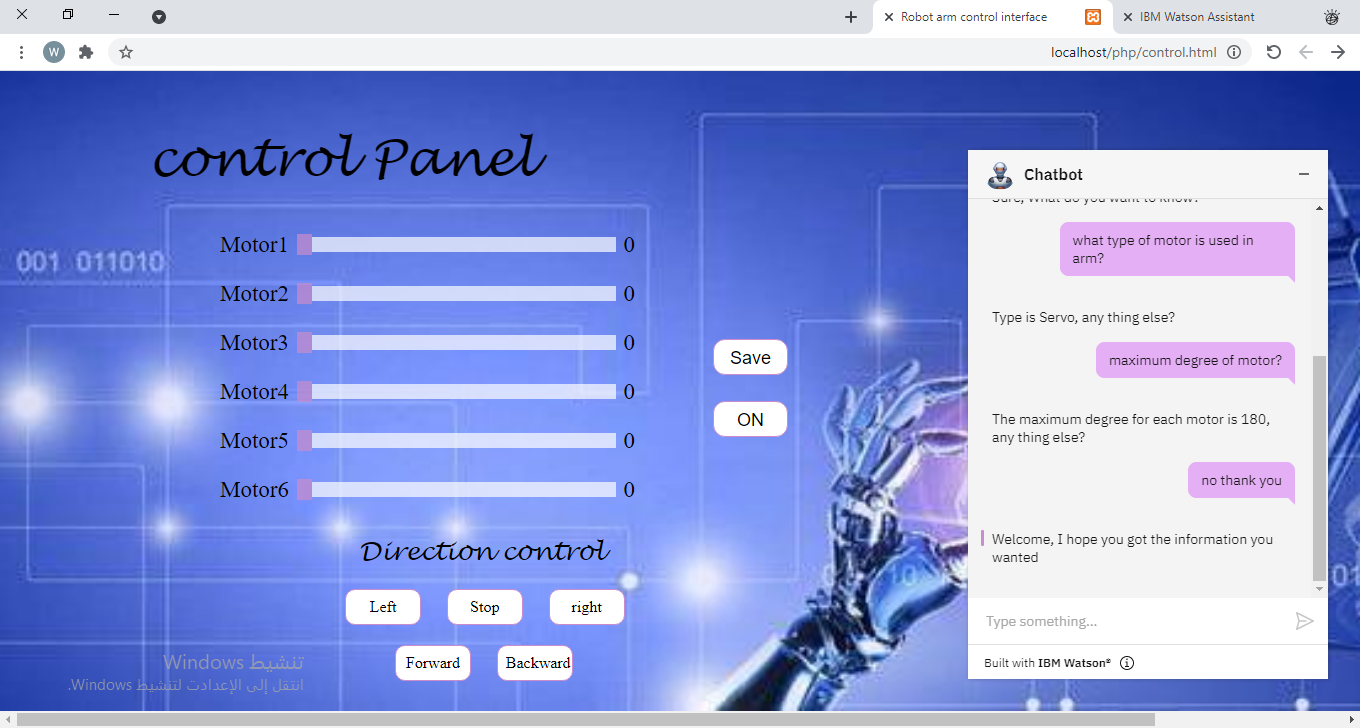 Robot arm control interface
IBM Watson Assistant
W
localhost/php/control.html
control Panel
001 011010
Motor1 0
Motor2 0
Motor3 0
Motor4 0
Motor5 0
Motor6 0
Save
ON
Direction control
Left Stop right
Forward Backward
Chatbot
Sure, What do you want to know?
what type of motor is used in
arm?
Type is Servo, any thing else?
maximum degree of motor?
The maximum degree for each motor is 180,
any thing else?
no thank you
Welcome, I hope you got the information you
wanted
Type something...
Built with IBM Watson®
تنشيط Windows
انتقل إلى الإعدادت لتنشيط Windows.